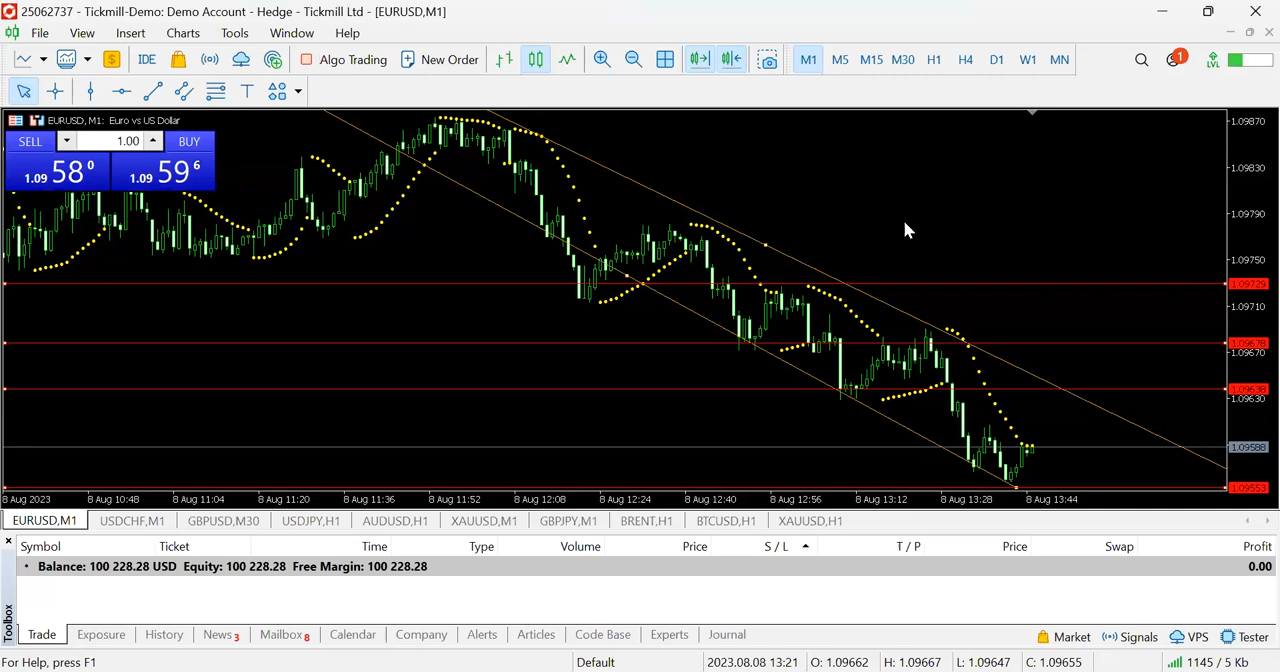 25062737 - Tickmill-Demo: Demo Account - Hedge - Tickmill Ltd - [EURUSD,M1]
File View Insert Charts Tools Window Help
IDE Algo Trading New Order M1 M5 M15 M30 H1 H4 D1 W1 MN 1 LVL
T
EURUSD, M1: Euro vs US Dollar
SELL 1.00 BUY
1.09 58 0 1.09 59 6
1.09870
1.09830
1.09790
1.09750
1.09729
1.09710
1.09678
1.09670
1.09638
1.09630
1.09588
1.09553
8 Aug 2023 8 Aug 10:48 8 Aug 11:04 8 Aug 11:20 8 Aug 11:36 8 Aug 11:52 8 Aug 12:08 8 Aug 12:24 8 Aug 12:40 8 Aug 12:56 8 Aug 13:12 8 Aug 13:28 8 Aug 13:44
EURUSD,M1 USDCHF,M1 GBPUSD,M30 USDJPY,H1 AUDUSD,H1 XAUUSD,M1 GBPJPY,M1 BRENT,H1 BTCUSD,H1 XAUUSD,H1
Symbol Ticket Time Type Volume Price S / L T / P Price Swap Profit
Balance: 100 228.28 USD Equity: 100 228.28 Free Margin: 100 228.28 0.00
Toolbox
Trade Exposure History News 3 Mailbox 8 Calendar Company Alerts Articles Code Base Experts Journal Market Signals VPS Tester
For Help, press F1 Default 2023.08.08 13:21 O: 1.09662 H: 1.09667 L: 1.09647 C: 1.09655 1145 / 5 Kb